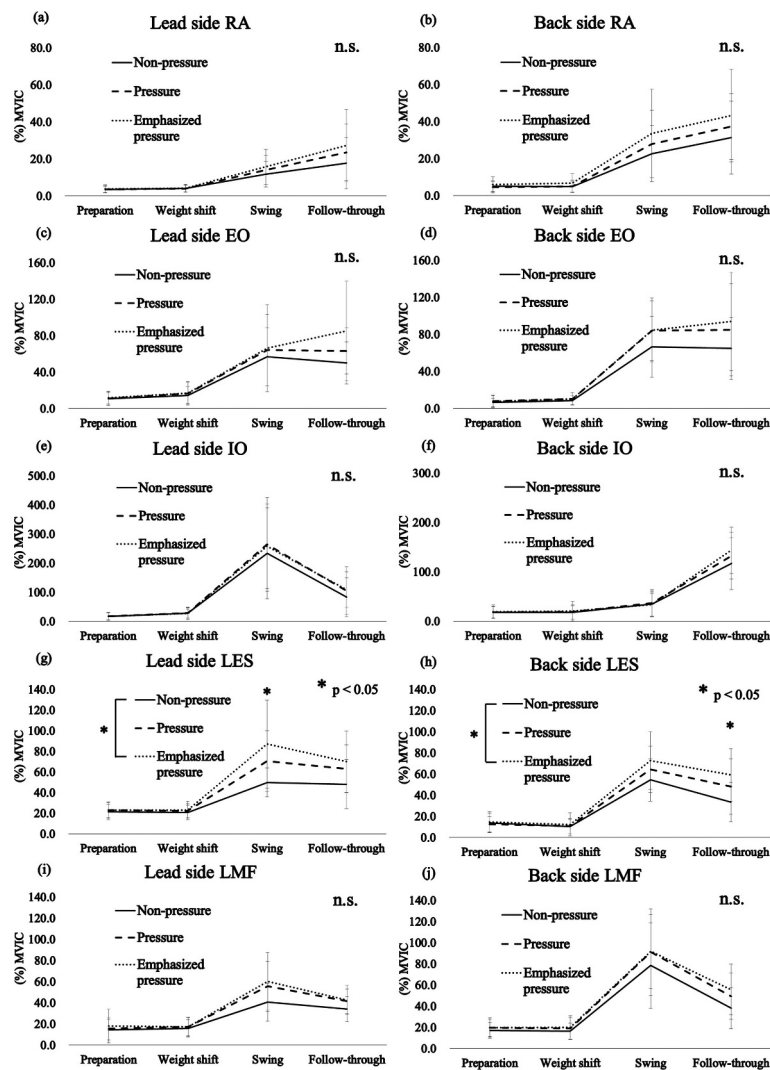 (a) Lead side RA
80.0
60.0
40.0
20.0
0.0
(%) MVIC
Non-pressure
Pressure
Emphasized
pressure
n.s.
Preparation Weight shift Swing Follow-through
(b) Back side RA
80.0
60.0
40.0
20.0
0.0
(%) MVIC
Non-pressure
Pressure
Emphasized
pressure
n.s.
Preparation Weight shift Swing Follow-through
(c) Lead side EO
160.0
120.0
80.0
40.0
0.0
(%) MVIC
Non-pressure
Pressure
Emphasized
pressure
n.s.
Preparation Weight shift Swing Follow-through
(d) Back side EO
160.0
120.0
80.0
40.0
0.0
(%) MVIC
Non-pressure
Pressure
Emphasized
pressure
n.s.
Preparation Weight shift Swing Follow-through
(e) Lead side IO
500.0
400.0
300.0
200.0
100.0
0.0
(%) MVIC
Non-pressure
Pressure
Emphasized
pressure
n.s.
Preparation Weight shift Swing Follow-through
(f) Back side IO
300.0
200.0
100.0
0.0
(%) MVIC
Non-pressure
Pressure
Emphasized
pressure
n.s.
Preparation Weight shift Swing Follow-through
(g) Lead side LES
140.0
120.0
100.0
80.0
60.0
40.0
20.0
0.0
(%) MVIC
*
Non-pressure
Pressure
Emphasized
pressure
*
* p < 0.05
Preparation Weight shift Swing Follow-through
(h) Back side LES
140.0
120.0
100.0
80.0
60.0
40.0
20.0
0.0
(%) MVIC
*
Non-pressure
Pressure
Emphasized
pressure
* p < 0.05
*
Preparation Weight shift Swing Follow-through
(i) Lead side LMF
140.0
120.0
100.0
80.0
60.0
40.0
20.0
0.0
(%) MVIC
Non-pressure
Pressure
Emphasized
pressure
n.s.
Preparation Weight shift Swing Follow-through
(j) Back side LMF
140.0
120.0
100.0
80.0
60.0
40.0
20.0
0.0
(%) MVIC
Non-pressure
Pressure
Emphasized
pressure
n.s.
Preparation Weight shift Swing Follow-through